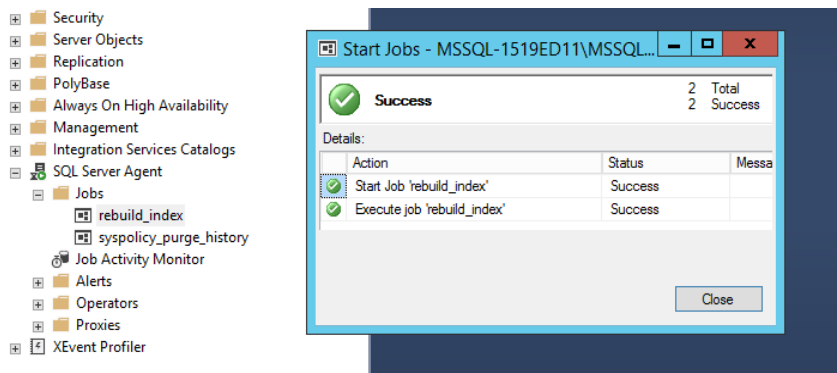 Security
Server Objects
Replication
PolyBase
Always On High Availability
Management
Integration Services Catalogs
SQL Server Agent
Jobs
rebuild_index
syspolicy_purge_history
Job Activity Monitor
Alerts
Operators
Proxies
XEvent Profiler
Start Jobs - MSSQL-1519ED11\MSSQL...
Success
2 Total
2 Success
Details:
Action Status Messa
Start Job 'rebuild_index' Success
Execute job 'rebuild_index' Success
Close